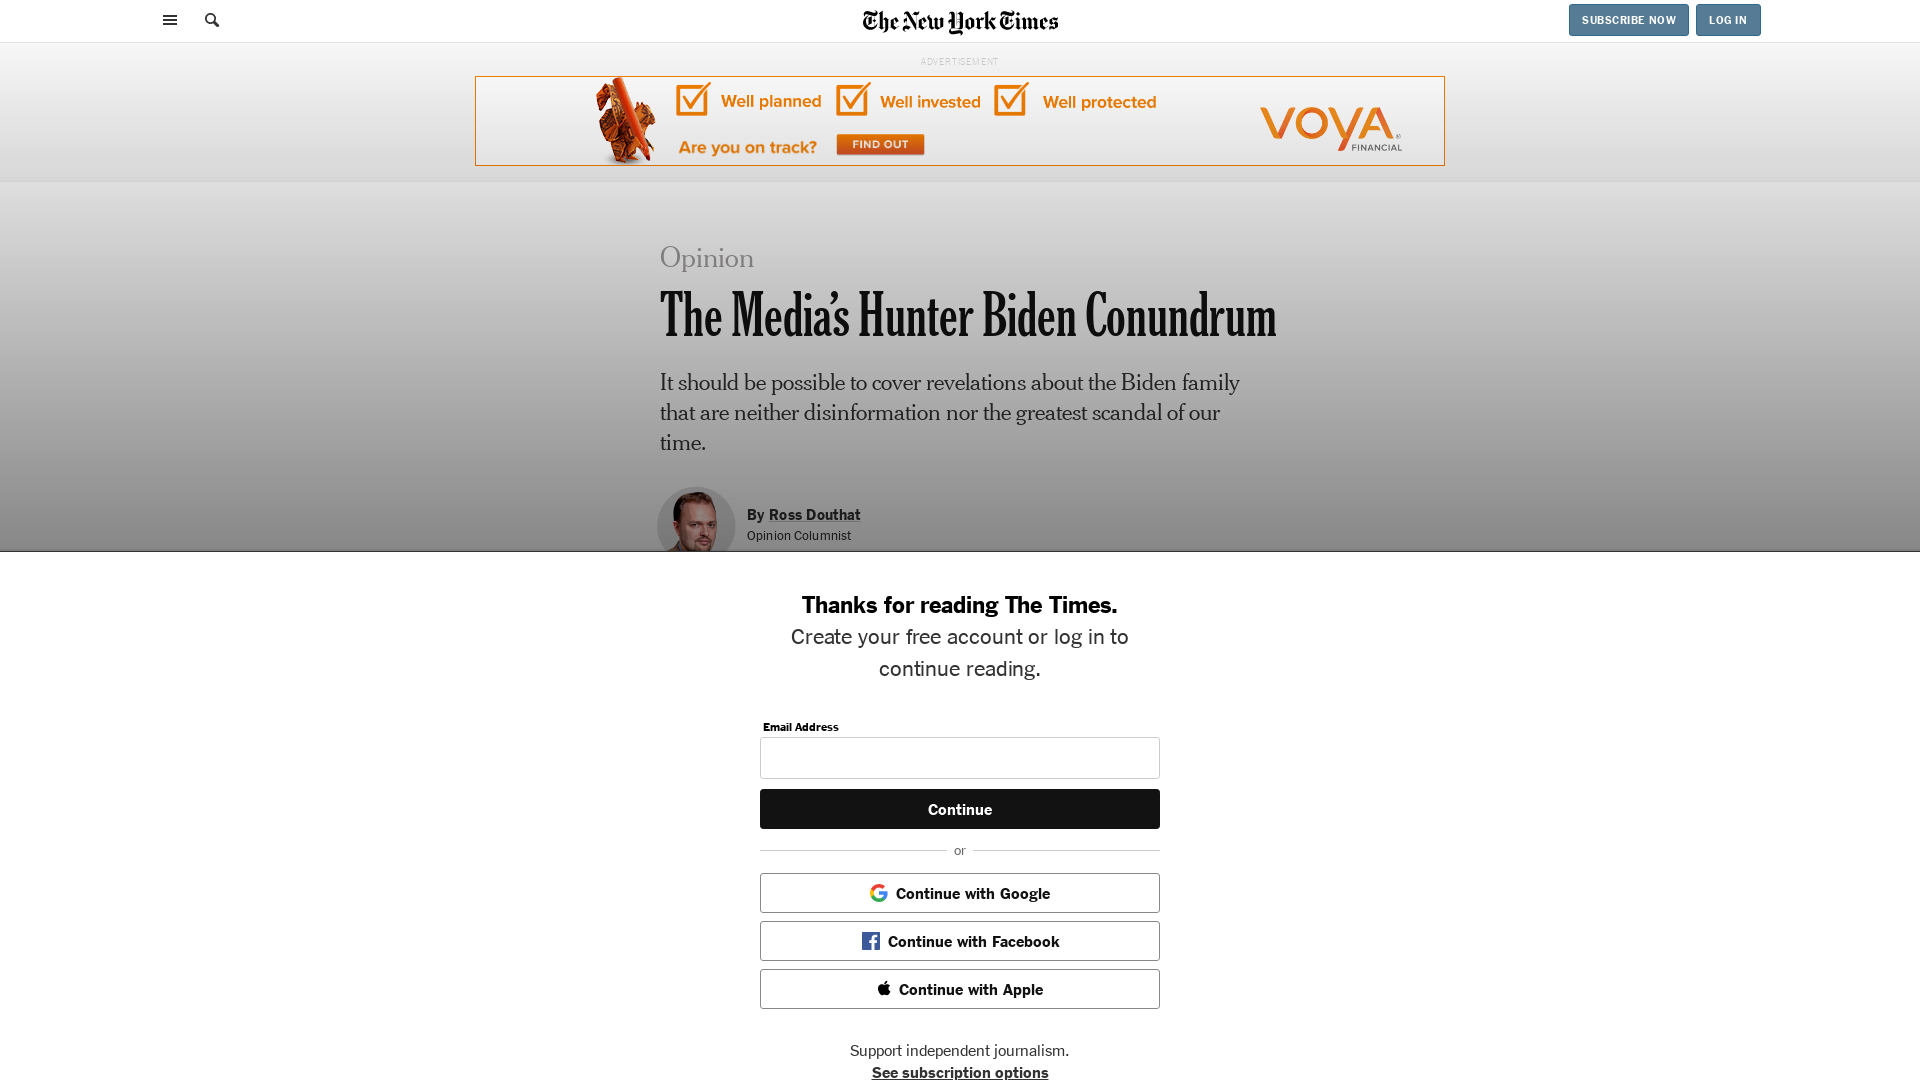 The New York Times
SUBSCRIBE NOW
LOG IN
ADVERTISEMENT
Well planned
Well invested
Well protected
Are you on track?
FIND OUT
VOYA®
FINANCIAL
Opinion
The Media’s Hunter Biden Conundrum
It should be possible to cover revelations about the Biden family
that are neither disinformation nor the greatest scandal of our
time.
By Ross Douthat
Opinion Columnist
Thanks for reading The Times.
Create your free account or log in to
continue reading.
Email Address
Continue
or
Continue with Google
Continue with Facebook
Continue with Apple
Support independent journalism.
See subscription options